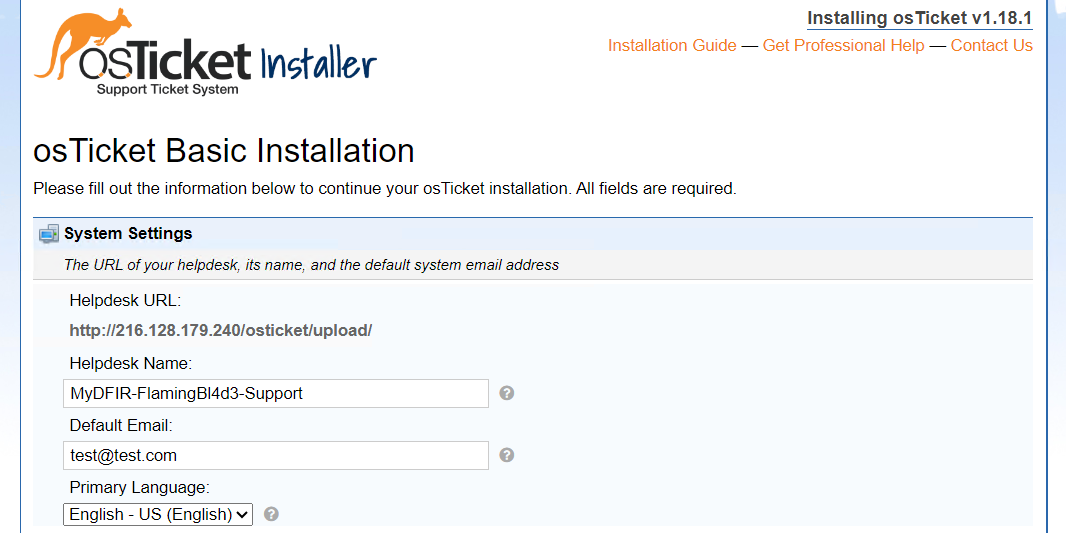 Installing osTicket v1.18.1
osTicket Installer
Support Ticket System
Installation Guide — Get Professional Help — Contact Us
osTicket Basic Installation
Please fill out the information below to continue your osTicket installation. All fields are required.
System Settings
The URL of your helpdesk, its name, and the default system email address
Helpdesk URL:
http://216.128.179.240/osticket/upload/
Helpdesk Name:
MyDFIR-FlamingBl4d3-Support
?
Default Email:
test@test.com
?
Primary Language:
English - US (English)
?